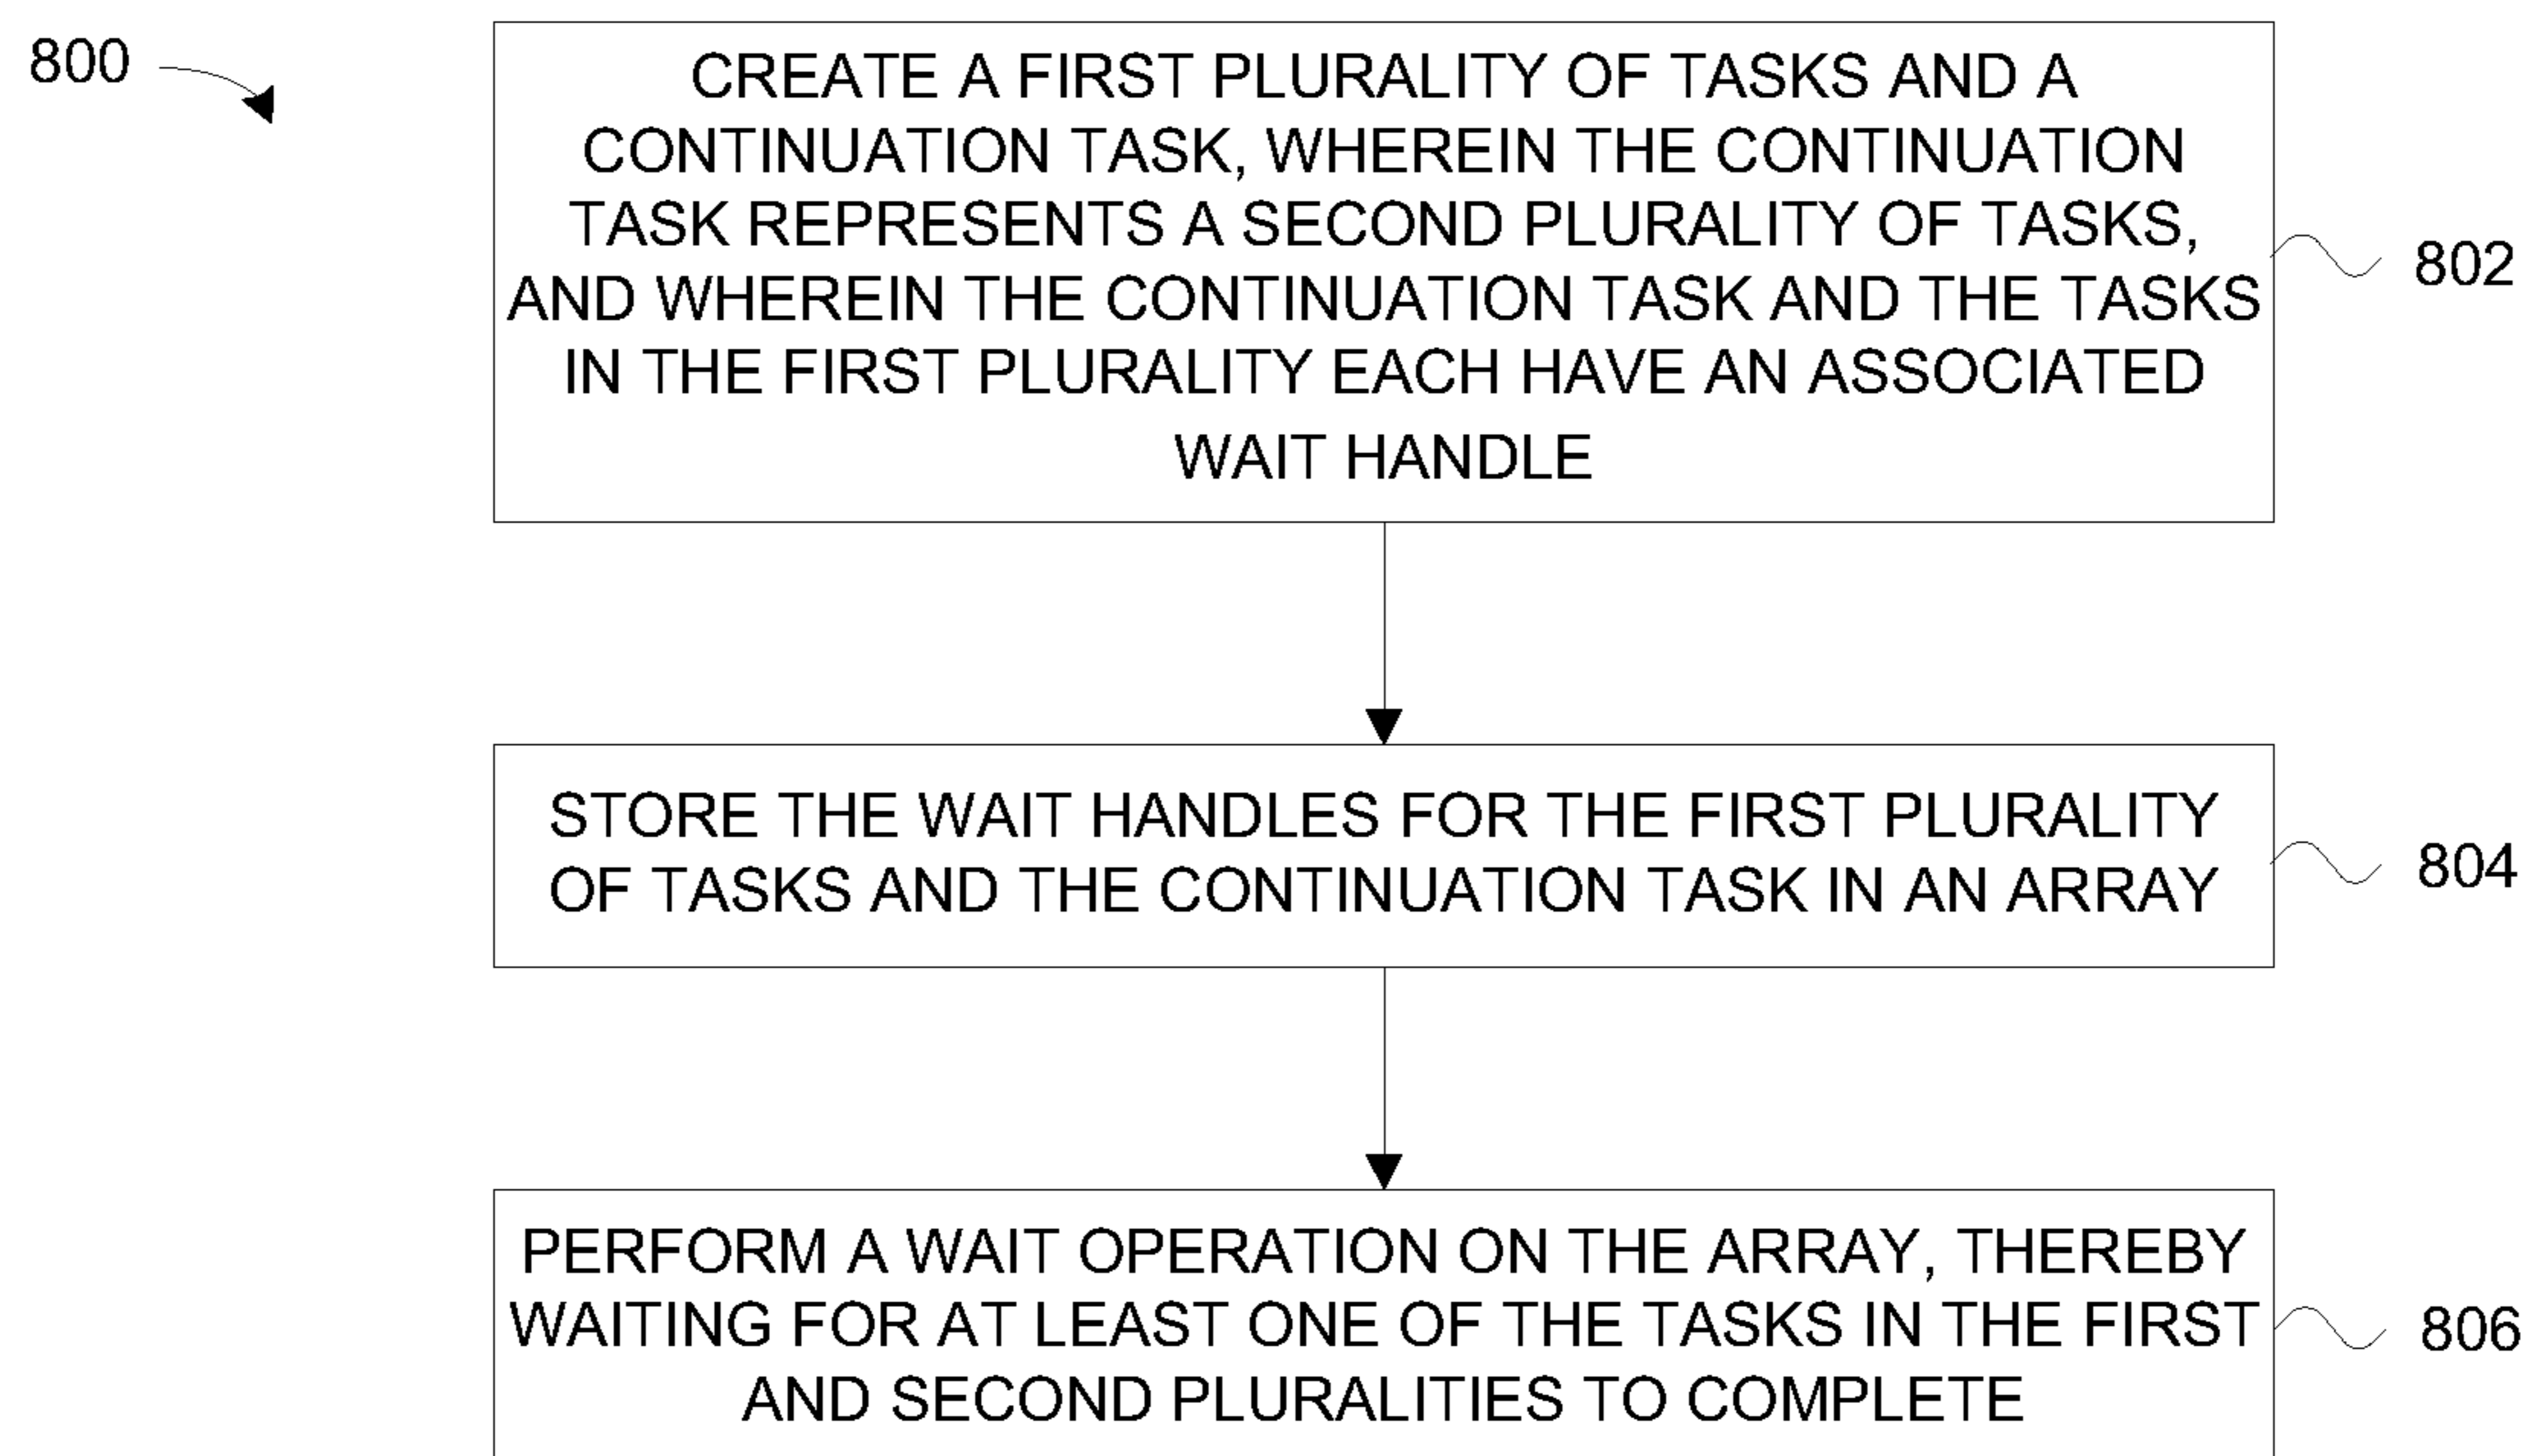 800
CREATE A FIRST PLURALITY OF TASKS AND A
CONTINUATION TASK, WHEREIN THE CONTINUATION
TASK REPRESENTS A SECOND PLURALITY OF TASKS,
AND WHEREIN THE CONTINUATION TASK AND THE TASKS
IN THE FIRST PLURALITY EACH HAVE AN ASSOCIATED
WAIT HANDLE
802
STORE THE WAIT HANDLES FOR THE FIRST PLURALITY
OF TASKS AND THE CONTINUATION TASK IN AN ARRAY
804
PERFORM A WAIT OPERATION ON THE ARRAY, THEREBY
WAITING FOR AT LEAST ONE OF THE TASKS IN THE FIRST
AND SECOND PLURALITIES TO COMPLETE
806